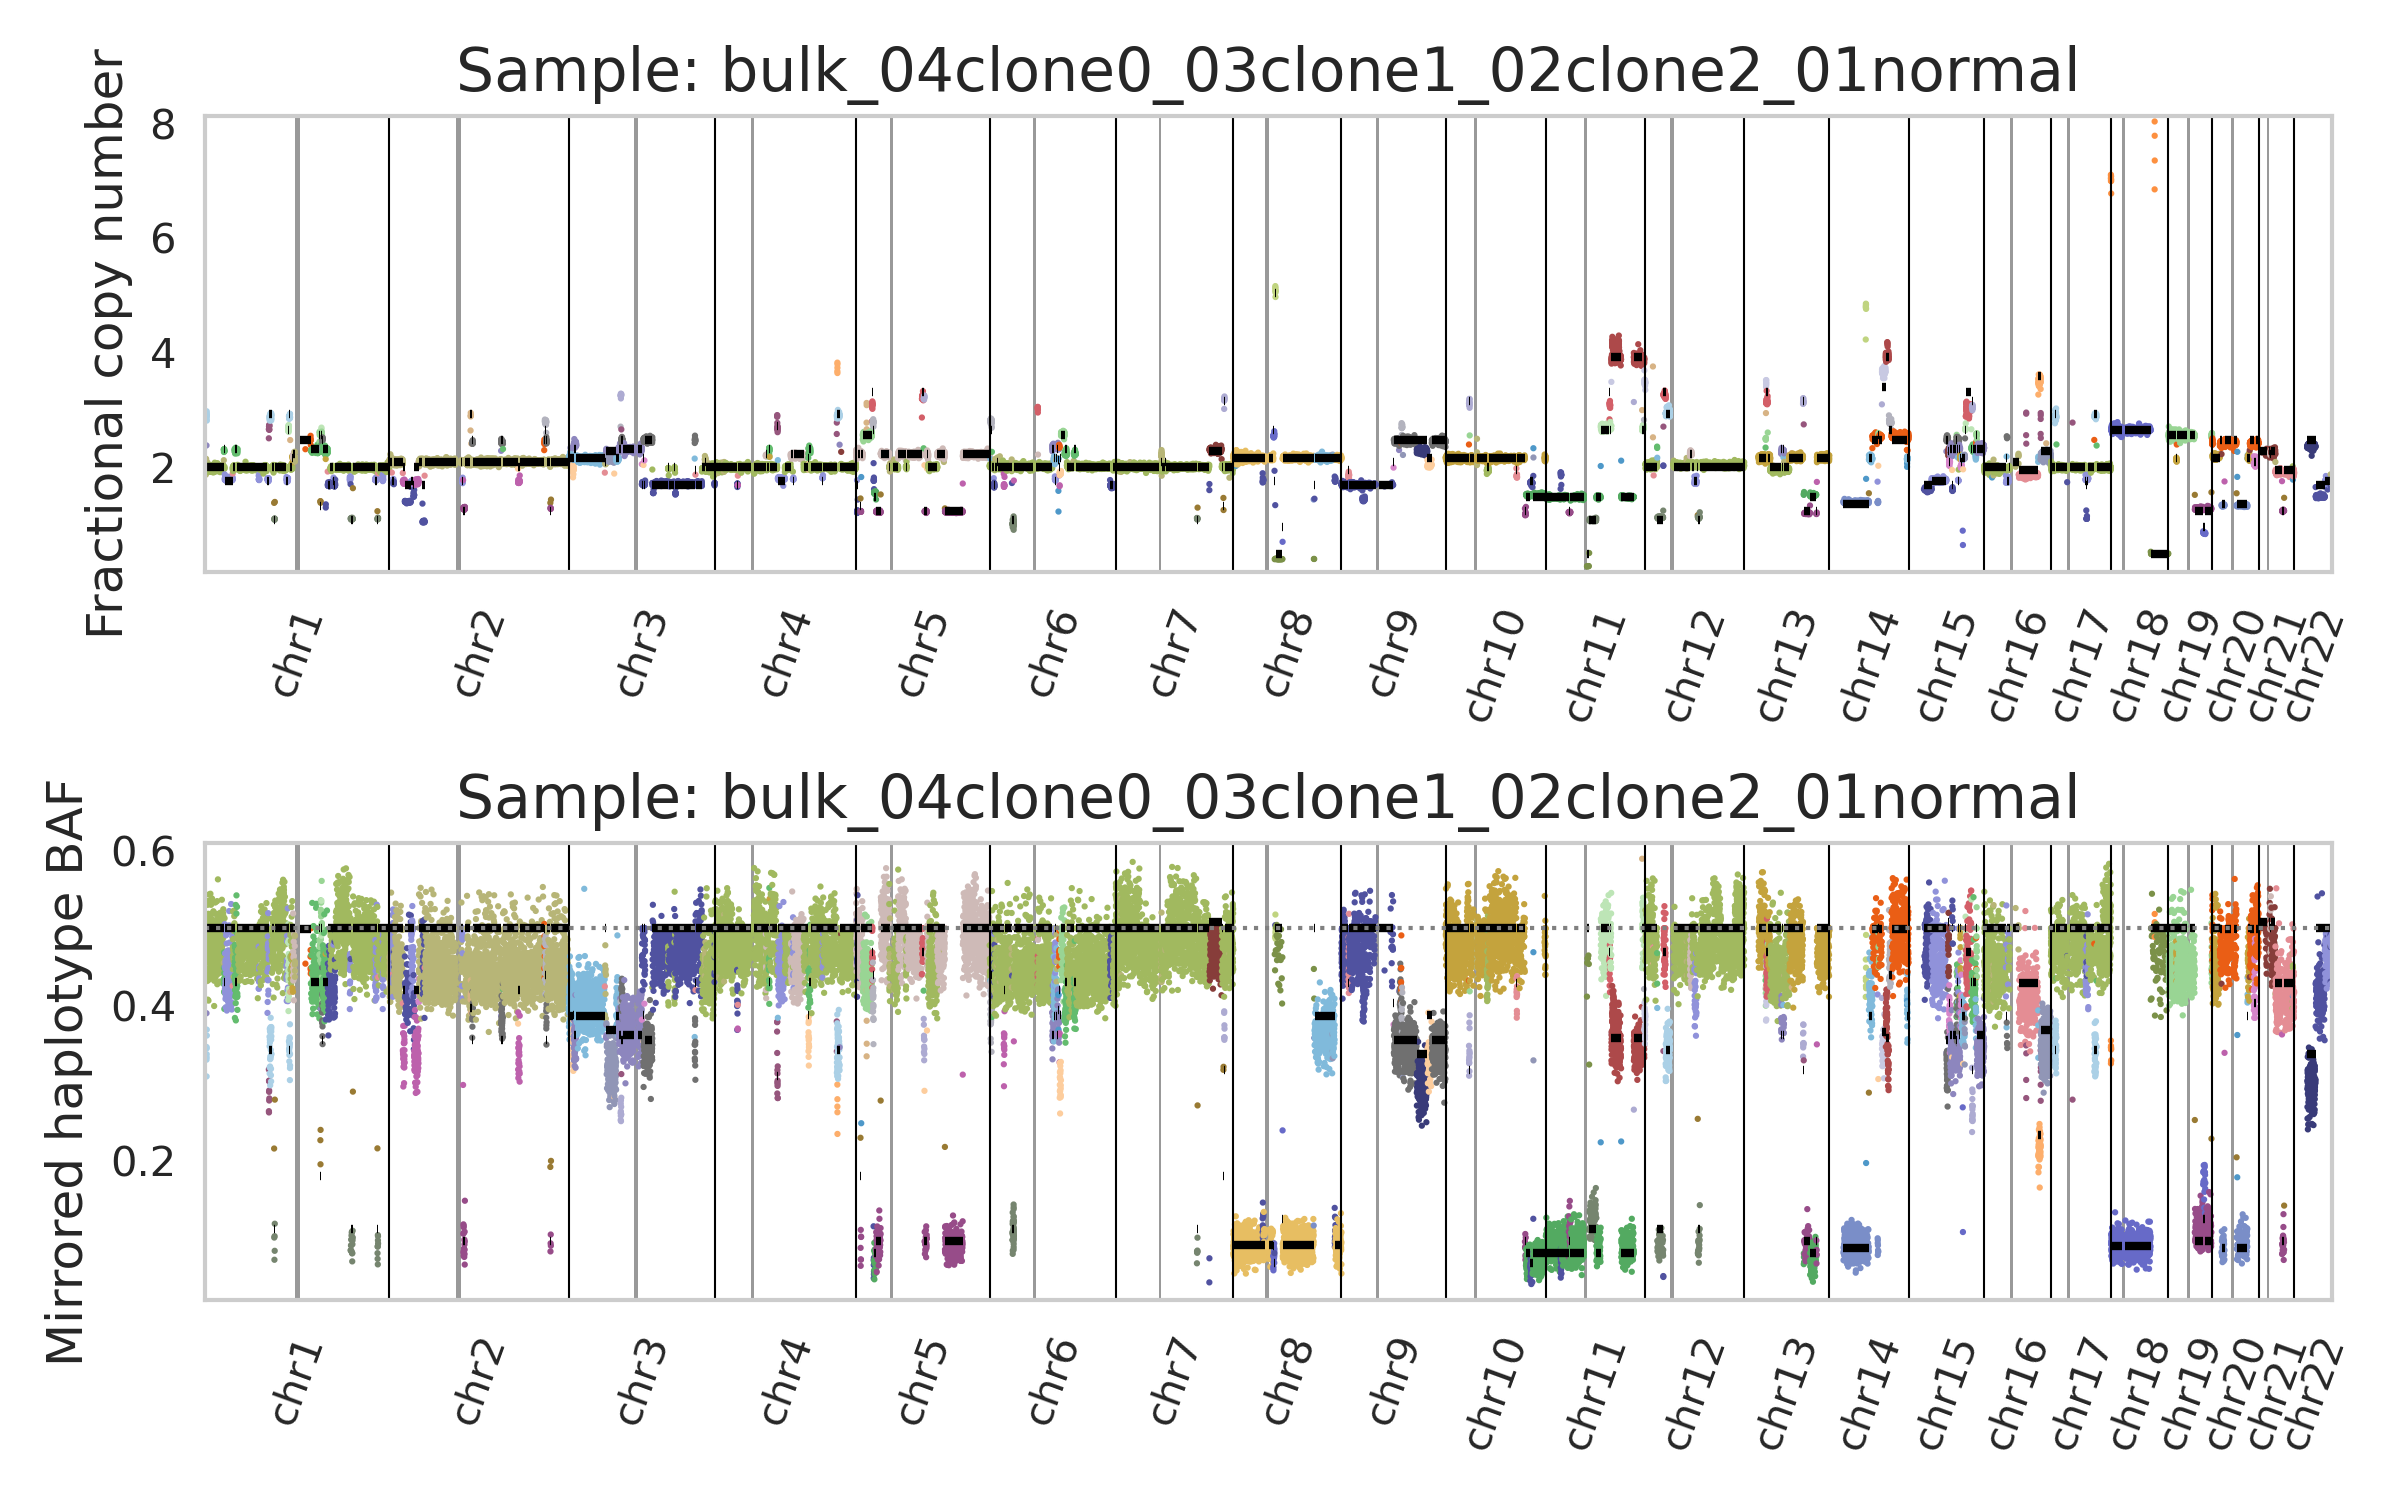 Sample: bulk_04clone0_03clone1_02clone2_01normal
Fractional copy number
8
6
4
2
chr1 chr2 chr3 chr4 chr5 chr6 chr7 chr8 chr9 chr10 chr11 chr12 chr13 chr14 chr15 chr16 chr17 chr18 chr19 chr20 chr21 chr22
Sample: bulk_04clone0_03clone1_02clone2_01normal
Mirrored haplotype BAF
0.6
0.4
0.2
chr1 chr2 chr3 chr4 chr5 chr6 chr7 chr8 chr9 chr10 chr11 chr12 chr13 chr14 chr15 chr16 chr17 chr18 chr19 chr20 chr21 chr22